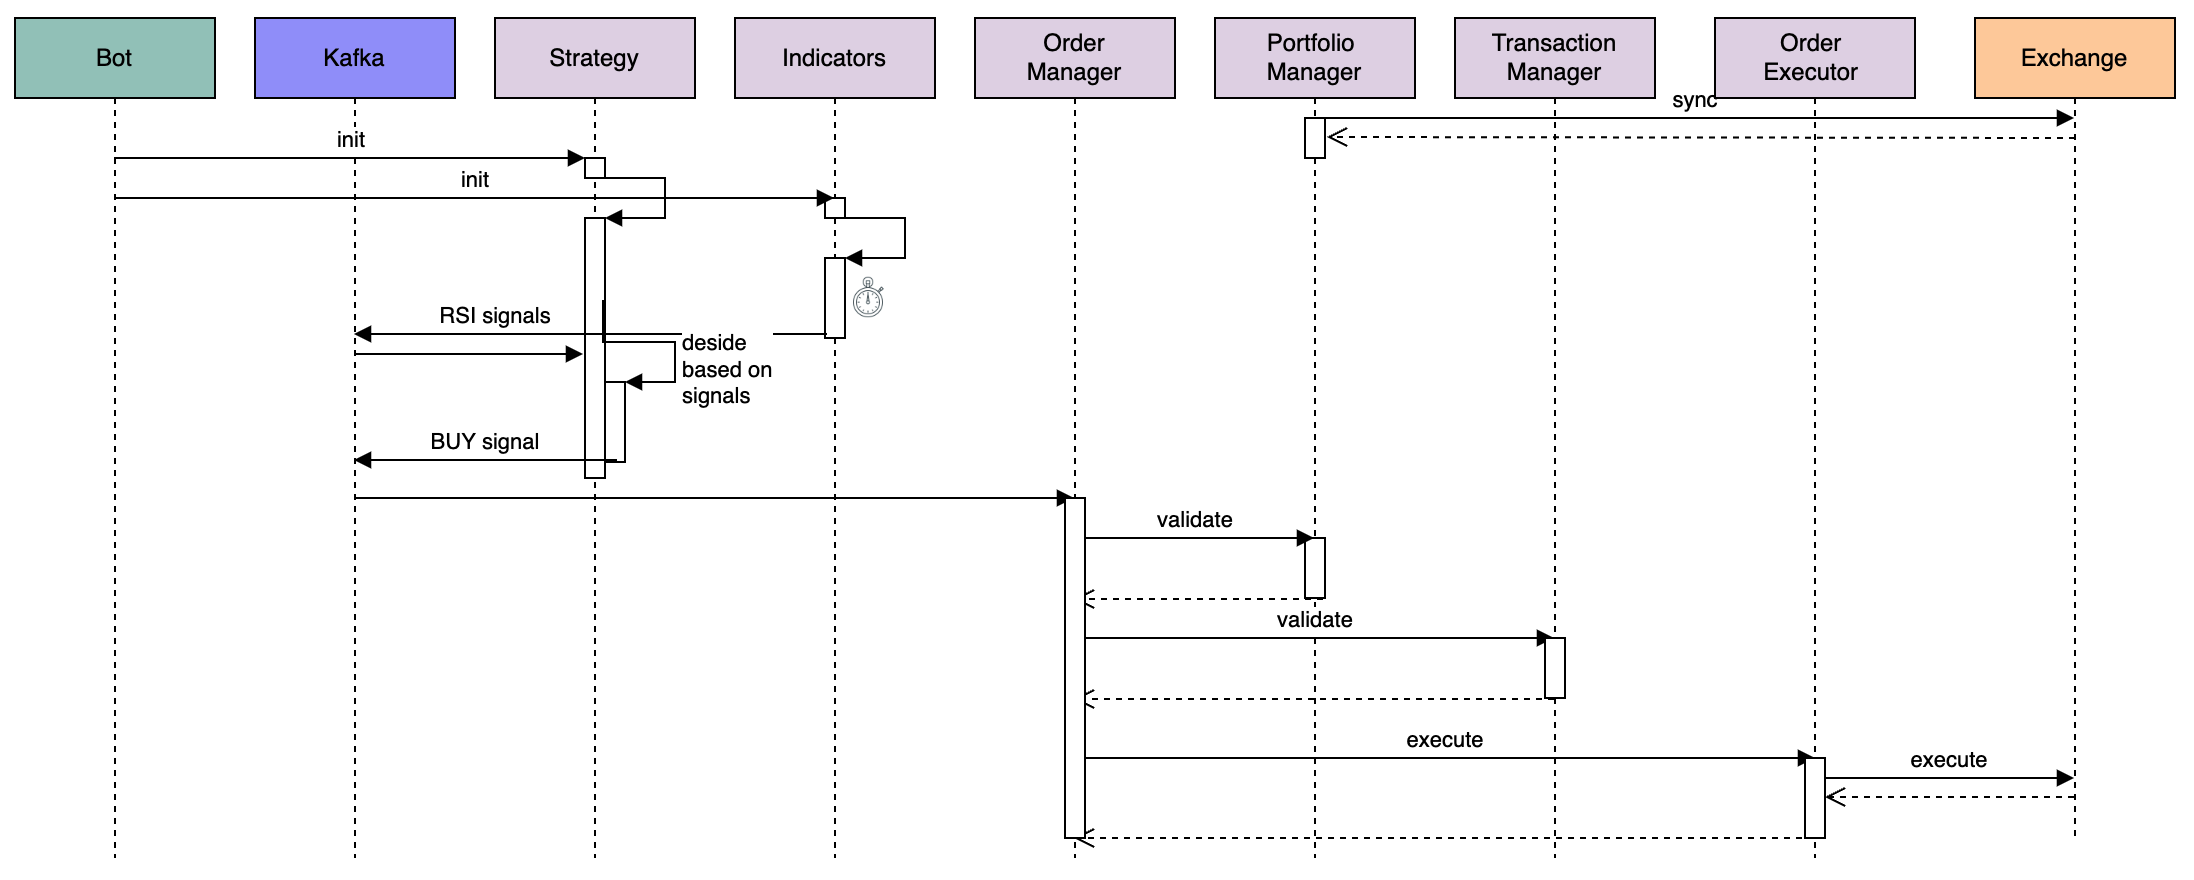 Bot
Kafka
Strategy
Indicators
Order
Manager
Portfolio
Manager
Transaction
Manager
Order
Executor
Exchange
sync
init
init
RSI signals
deside
based on
signals
BUY signal
validate
validate
execute
execute